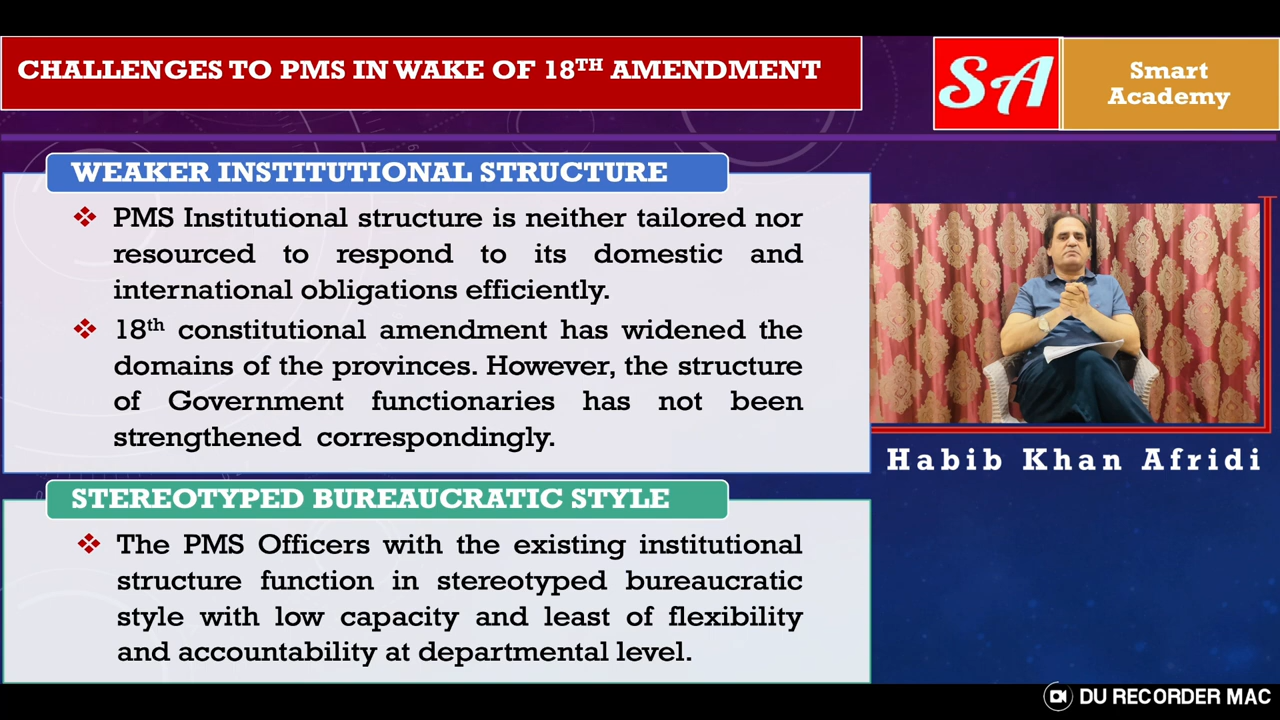 CHALLENGES TO PMS IN WAKE OF 18TH AMENDMENT
SA
Smart
Academy
WEAKER INSTITUTIONAL STRUCTURE
PMS Institutional structure is neither tailored nor
resourced to respond to its domestic and
international obligations efficiently.
18th constitutional amendment has widened the
domains of the provinces. However, the structure
of Government functionaries has not been
strengthened correspondingly.
Habib Khan Afridi
STEREOTYPED BUREAUCRATIC STYLE
The PMS Officers with the existing institutional
structure function in stereotyped bureaucratic
style with low capacity and least of flexibility
and accountability at departmental level.
DU RECORDER MAC